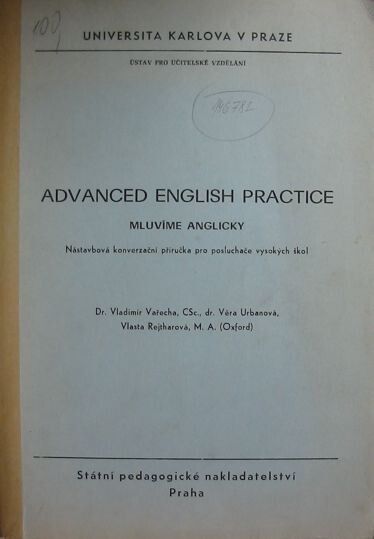 100,
UNIVERSITA KARLOVA V PRAZE
ÚSTAV PRO UČITELSKÉ VZDĚLÁNÍ
146781
ADVANCED ENGLISH PRACTICE
MLUVÍME ANGLICKY
Nástavbová konverzační příručka pro posluchače vysokých škol
Dr. Vladimír Vařecha, CSc., dr. Věra Urbanová,
Vlasta Rejtharová, M. A. (Oxford)
Státní pedagogické nakladatelství
Praha